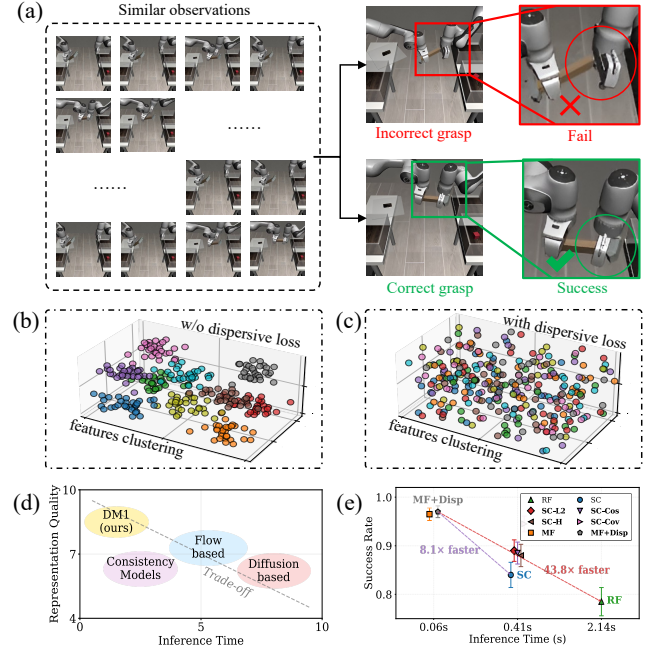 (a)
Similar observations
......
......
Incorrect grasp
Fail
Correct grasp
Success
(b)
w/o dispersive loss
features clustering
(c)
with dispersive loss
features clustering
(d)
Representation Quality
10
7
4
DM1
(ours)
Flow
based
Consistency
Models
Diffusion
based
Trade-off
0
5
10
Inference Time
(e)
Success Rate
1.0
0.9
0.8
MF+Disp
RF
SC
SC-L2
SC-Cos
SC-H
SC-Cov
MF
MF+Disp
8.1× faster
43.8× faster
SC
RF
0.06s
0.41s
2.14s
Inference Time (s)